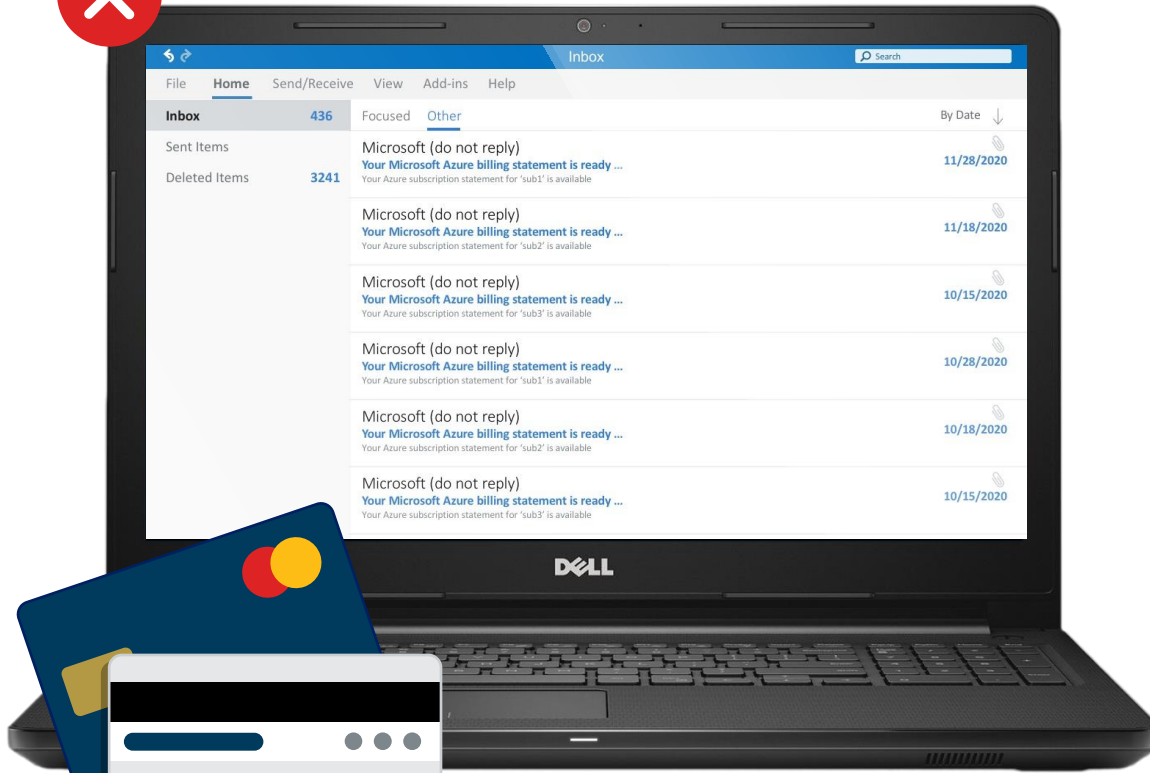 Inbox
Search
File Home Send/Receive View Add-ins Help
Inbox 436
Sent Items
Deleted Items 3241
Focused Other
By Date
Microsoft (do not reply)
Your Microsoft Azure billing statement is ready ...
Your Azure subscription statement for ‘sub1’ is available
11/28/2020
Microsoft (do not reply)
Your Microsoft Azure billing statement is ready ...
Your Azure subscription statement for ‘sub2’ is available
11/18/2020
Microsoft (do not reply)
Your Microsoft Azure billing statement is ready ...
Your Azure subscription statement for ‘sub3’ is available
10/15/2020
Microsoft (do not reply)
Your Microsoft Azure billing statement is ready ...
Your Azure subscription statement for ‘sub1’ is available
10/28/2020
Microsoft (do not reply)
Your Microsoft Azure billing statement is ready ...
Your Azure subscription statement for ‘sub2’ is available
10/18/2020
Microsoft (do not reply)
Your Microsoft Azure billing statement is ready ...
Your Azure subscription statement for ‘sub3’ is available
10/15/2020
DELL